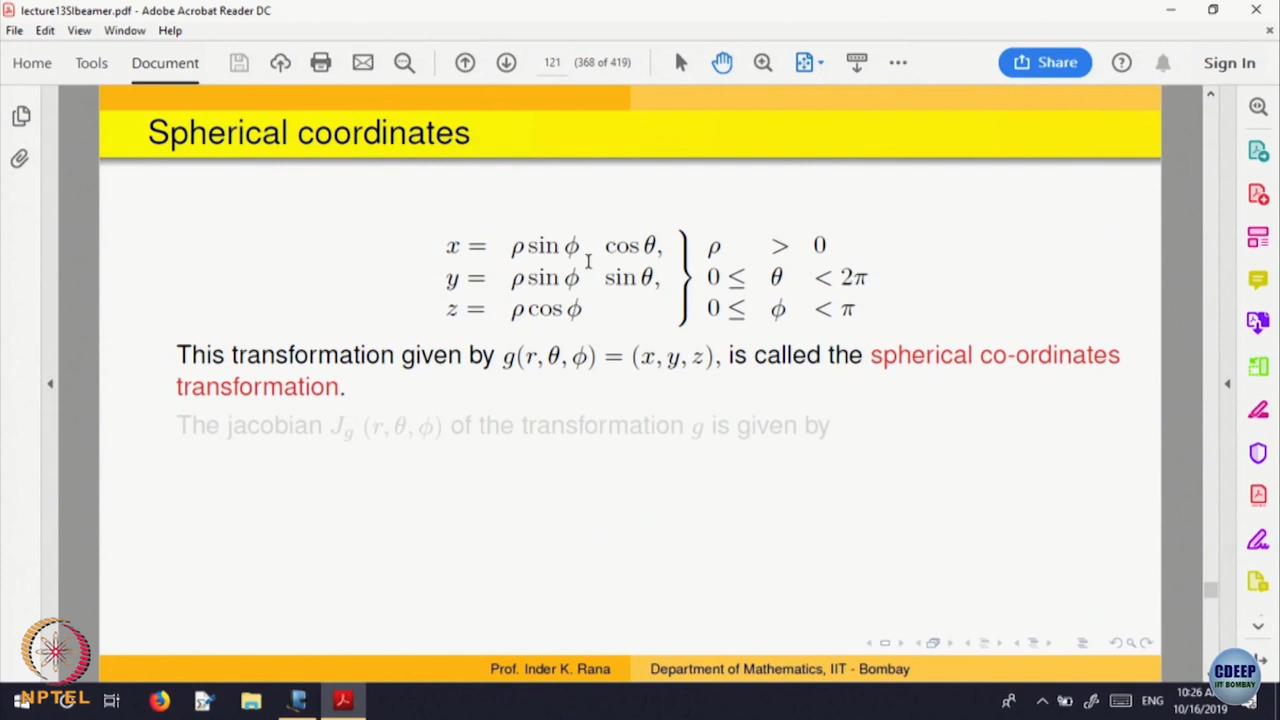 lecture13SIbeamer.pdf - Adobe Acrobat Reader DC
File Edit View Window Help
Home Tools Document 121 (368 of 419) Share Sign In
Spherical coordinates
x = ρ sin ϕ cos θ, ρ > 0
y = ρ sin ϕ sin θ, 0 ≤ θ < 2π
z = ρ cos ϕ 0 ≤ ϕ < π
This transformation given by g(r, θ, ϕ) = (x, y, z), is called the spherical co-ordinates
transformation.
The jacobian J_g (r, θ, ϕ) of the transformation g is given by
Prof. Inder K. Rana Department of Mathematics, IIT - Bombay
NPTEL
CDEEP
IIT BOMBAY
ENG
10:26
10/16/2019